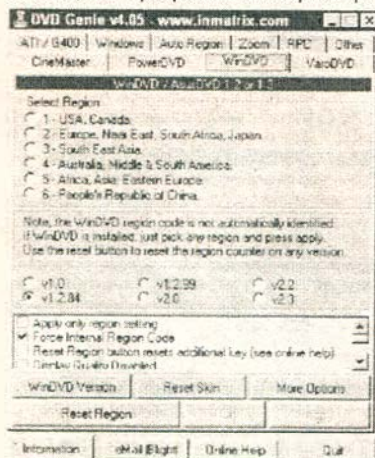 DVD Genie v4.05 - www.inmatrix.com
ATI / G400 Windows Auto Region Zoom RPC Other
CineMaster PowerDVD WinDVD VaroDVD
WinDVD / AsusDVD 1.2 or 1.3
Select Region
1 - USA, Canada
2 - Europe, Near East, South Africa, Japan
3 - South East Asia
4 - Australia, Middle & South America
5 - Africa, Asia, Eastern Europe
6 - People's Republic of China
Note, the WinDVD region code is not automatically identified.
If WinDVD is installed, just pick any region and press apply.
Use the reset button to reset the region counter on any version.
v1.0 v1.2.99 v2.2
v1.2.84 v2.0 v2.3
Apply only region setting
Force Internal Region Code
Reset Region button resets additional key (see online help)
Display Quality Disabled
WinDVD Version Reset Skin More Options
Reset Region
Information eMail Blight Online Help Quit